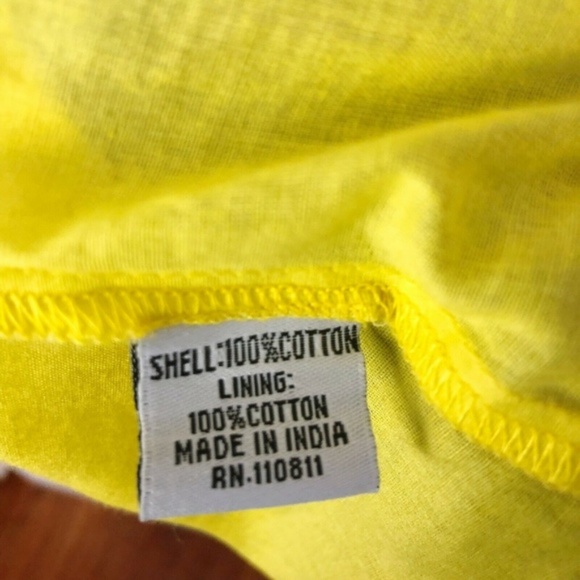 SHELL:100%COTTON
LINING:
100%COTTON
MADE IN INDIA
RN.110811